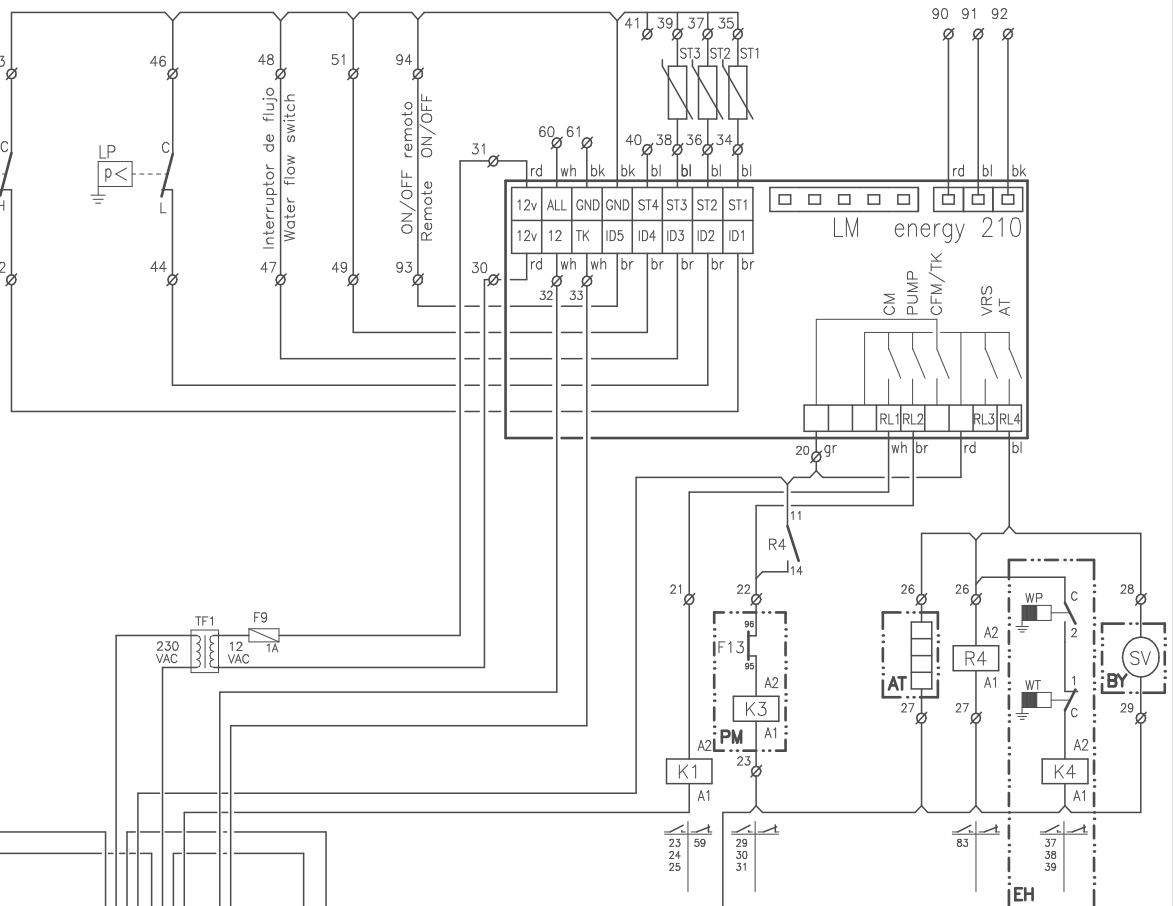 41 39 37 35
90 91 92
ST3 ST2 ST1
3 46 48 51 94
Interruptor de flujo
Water flow switch
ON/OFF remoto
Remote ON/OFF
60 61
40 38 36 34
31
C LP C
p<
H L
rd wh bk bk bl bl bl bl
rd bl bk
12v ALL GND GND ST4 ST3 ST2 ST1
12v 12 TK ID5 ID4 ID3 ID2 ID1
LM energy 210
2 44 47 49 93 30
rd wh wh br br br br br
32 33
CM
PUMP
CFM/TK
VRS
AT
RL1 RL2 RL3 RL4
20 gr wh br rd bl
11
R4
14
21 22 26 26 28
WP C
2
TF1 F9
230 VAC
12 VAC
1A
96
F13
95
A2
R4
A1
SV
AT
BY
WT 1
C
A2
K3
A1
PM
27 27 29
23
A2
K1
A1
A2
K4
A1
23 59
24
25
29
30
31
83
37
38
39
EH